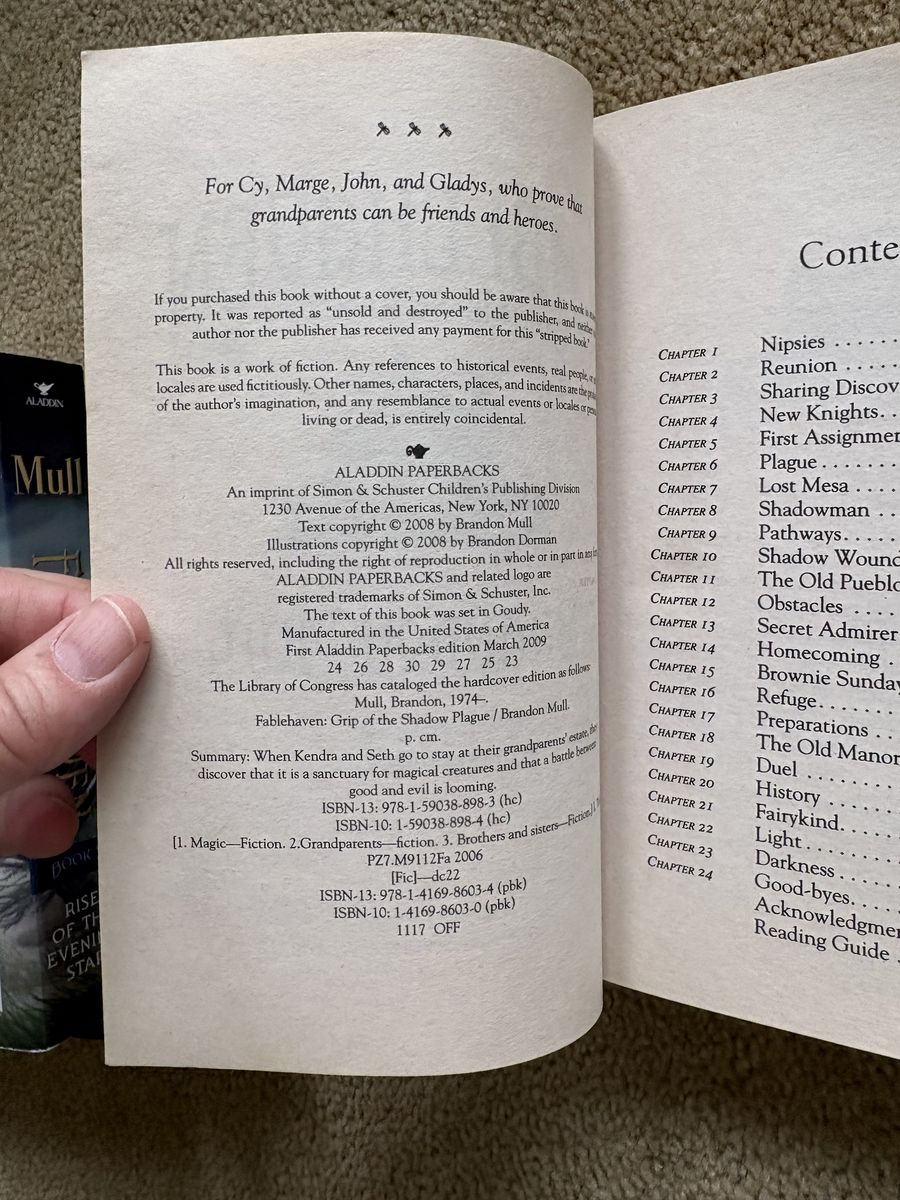 For Cy, Marge, John, and Gladys, who prove that
grandparents can be friends and heroes.
If you purchased this book without a cover, you should be aware that this book is
property. It was reported as “unsold and destroyed” to the publisher, and neither
author nor the publisher has received any payment for this “stripped book.”
This book is a work of fiction. Any references to historical events, real people, or
locales are used fictitiously. Other names, characters, places, and incidents are the
of the author’s imagination, and any resemblance to actual events or locales or
living or dead, is entirely coincidental.
ALADDIN PAPERBACKS
An imprint of Simon & Schuster Children’s Publishing Division
1230 Avenue of the Americas, New York, NY 10020
Text copyright © 2008 by Brandon Mull
Illustrations copyright © 2008 by Brandon Dorman
All rights reserved, including the right of reproduction in whole or in part in any
ALADDIN PAPERBACKS and related logo are
registered trademarks of Simon & Schuster, Inc.
The text of this book was set in Goudy.
Manufactured in the United States of America
First Aladdin Paperbacks edition March 2009
24 26 28 30 29 27 25 23
The Library of Congress has cataloged the hardcover edition as follows
Mull, Brandon, 1974–.
Fablehaven: Grip of the Shadow Plague / Brandon Mull.
p. cm.
Summary: When Kendra and Seth go to stay at their grandparents’ estate, they
discover that it is a sanctuary for magical creatures and that a battle between
good and evil is looming.
ISBN-13: 978-1-59038-898-3 (hc)
ISBN-10: 1-59038-898-4 (hc)
[1. Magic—Fiction. 2.Grandparents—fiction. 3. Brothers and sisters—Fiction.] I.
PZ7.M9112Fa 2006
[Fic]—dc22
ISBN-13: 978-1-4169-8603-4 (pbk)
ISBN-10: 1-4169-8603-0 (pbk)
1117 OFF
Conte
CHAPTER 1 Nipsies
CHAPTER 2 Reunion
CHAPTER 3 Sharing Discov
CHAPTER 4 New Knights
CHAPTER 5 First Assignmen
CHAPTER 6 Plague
CHAPTER 7 Lost Mesa
CHAPTER 8 Shadowman
CHAPTER 9 Pathways
CHAPTER 10 Shadow Wound
CHAPTER 11 The Old Pueblo
CHAPTER 12 Obstacles
CHAPTER 13 Secret Admirer
CHAPTER 14 Homecoming
CHAPTER 15 Brownie Sunday
CHAPTER 16 Refuge
CHAPTER 17 Preparations
CHAPTER 18 The Old Manor
CHAPTER 19 Duel
CHAPTER 20 History
CHAPTER 21 Fairykind
CHAPTER 22 Light
CHAPTER 23 Darkness
CHAPTER 24 Good-byes
Acknowledgmen
Reading Guide
ALADDIN
Mull
BOOK
RISE
OF TH
EVENI
STAR